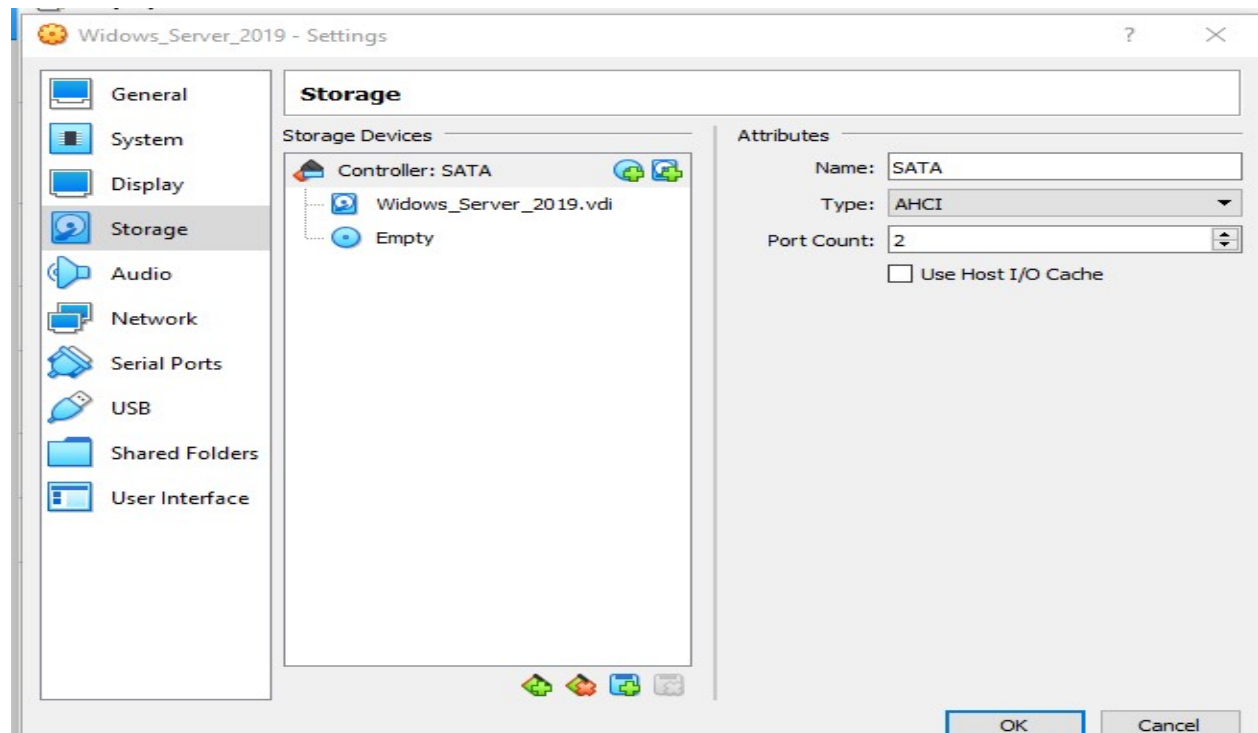 Widows_Server_2019 - Settings ?
General
System
Display
Storage
Audio
Network
Serial Ports
USB
Shared Folders
User Interface
Storage
Storage Devices
Controller: SATA
Widows_Server_2019.vdi
Empty
Attributes
Name: SATA
Type: AHCI
Port Count: 2
Use Host I/O Cache
OK Cancel